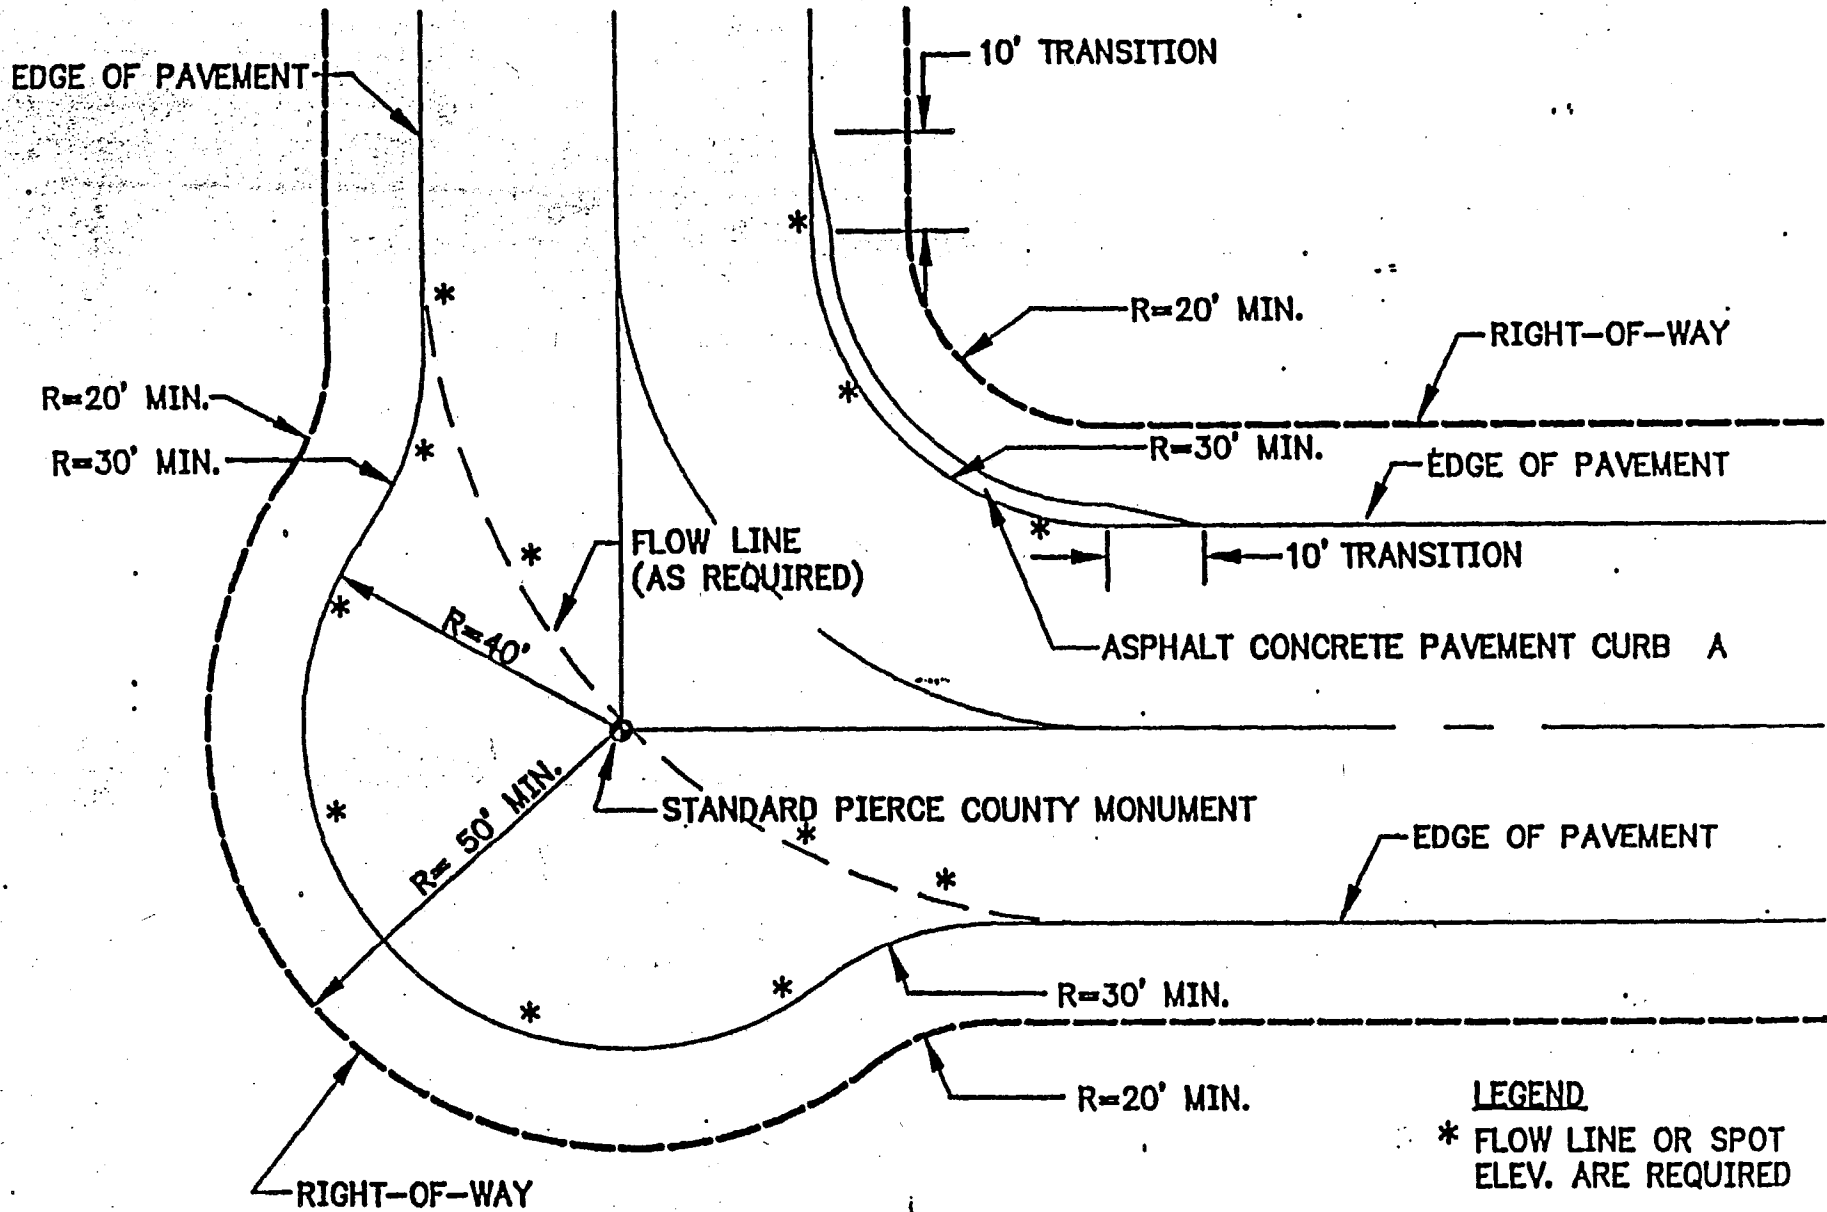 10' TRANSITION
EDGE OF PAVEMENT
*
*
R=20' MIN.
RIGHT-OF-WAY
R=20' MIN.
*
R=30' MIN.
*
R=30' MIN.
EDGE OF PAVEMENT
*
*
FLOW LINE
(AS REQUIRED)
10' TRANSITION
*
R=40'
ASPHALT CONCRETE PAVEMENT CURB A
STANDARD PIERCE COUNTY MONUMENT
*
*
EDGE OF PAVEMENT
R= 50' MIN.
*
*
*
R=30' MIN.
R=20' MIN.
LEGEND
* FLOW LINE OR SPOT
ELEV. ARE REQUIRED
RIGHT-OF-WAY